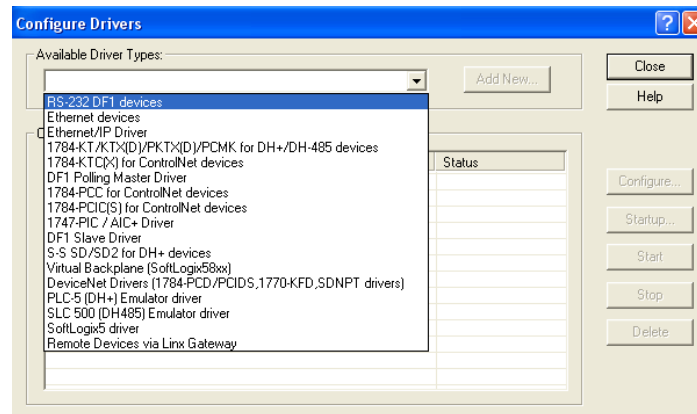 Configure Drivers
Available Driver Types:
Close
Add New...
Help
RS-232 DF1 devices
Ethernet devices
Ethernet/IP Driver
1784-KT/KTX(D)/PKTX(D)/PCMK for DH+/DH-485 devices
1784-KTC(X) for ControlNet devices
DF1 Polling Master Driver
1784-PCC for ControlNet devices
1784-PCIC(S) for ControlNet devices
1747-PIC / AIC+ Driver
DF1 Slave Driver
S-S SD/SD2 for DH+ devices
Virtual Backplane (SoftLogix58xx)
DeviceNet Drivers (1784-PCD/PCIDS,1770-KFD,SDNPT drivers)
PLC-5 (DH+) Emulator driver
SLC 500 (DH485) Emulator driver
SoftLogix5 driver
Remote Devices via Linx Gateway
Status
Configure...
Startup...
Start
Stop
Delete